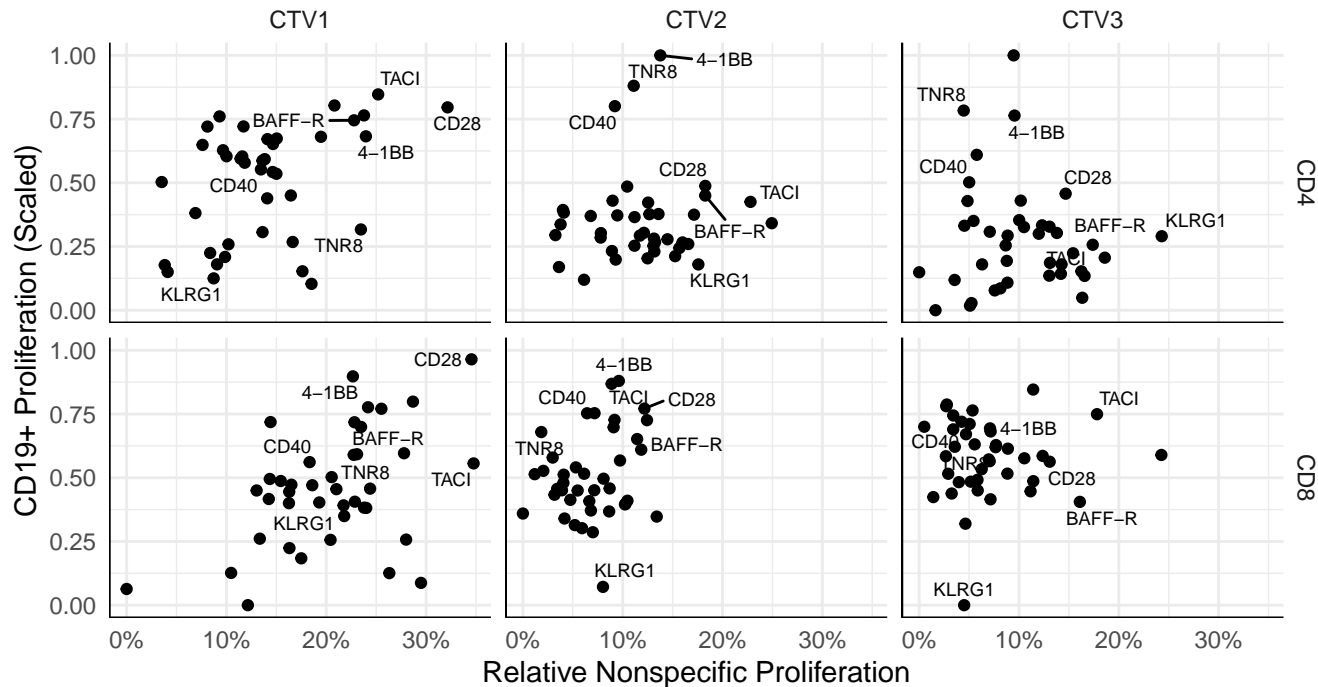 CTV1 CTV2 CTV3
CD19+ Proliferation (Scaled)
1.00
0.75
0.50
0.25
0.00
TACI
BAFF−R
CD28
4−1BB
CD40
TNR8
KLRG1
4−1BB
TNR8
CD40
CD28
TACI
BAFF−R
KLRG1
TNR8
4−1BB
CD40
CD28
BAFF−R
KLRG1
TACI
CD4
1.00
0.75
0.50
0.25
0.00
CD28
4−1BB
CD40
BAFF−R
TNR8
TACI
KLRG1
4−1BB
CD40
TACI
CD28
TNR8
BAFF−R
KLRG1
TACI
CD40
4−1BB
TNR8
CD28
BAFF−R
KLRG1
CD8
0% 10% 20% 30% 0% 10% 20% 30% 0% 10% 20% 30%
Relative Nonspecific Proliferation